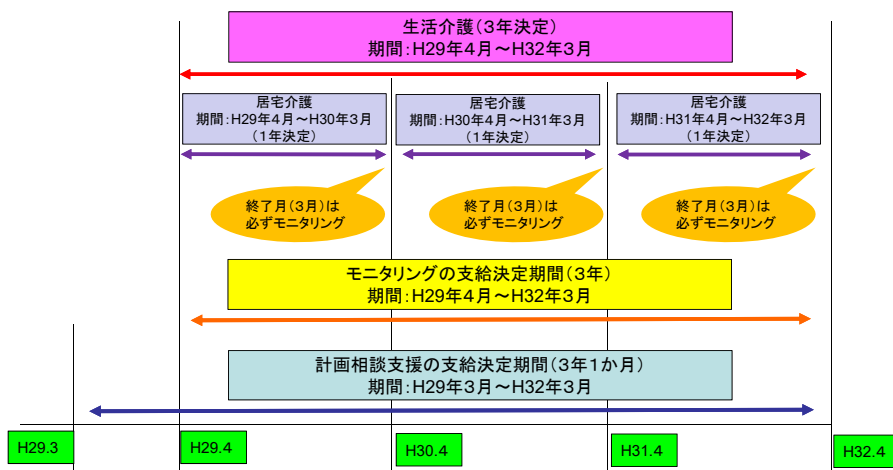 生活介護(3年決定)
期間:H29年4月~H32年3月
居宅介護
期間:H29年4月~H30年3月
(1年決定)
居宅介護
期間:H30年4月~H31年3月
(1年決定)
居宅介護
期間:H31年4月~H32年3月
(1年決定)
終了月(3月)は
必ずモニタリング
終了月(3月)は
必ずモニタリング
終了月(3月)は
必ずモニタリング
モニタリングの支給決定期間(3年)
期間:H29年4月~H32年3月
計画相談支援の支給決定期間(3年1か月)
期間:H29年3月~H32年3月
H29.3
H29.4
H30.4
H31.4
H32.4